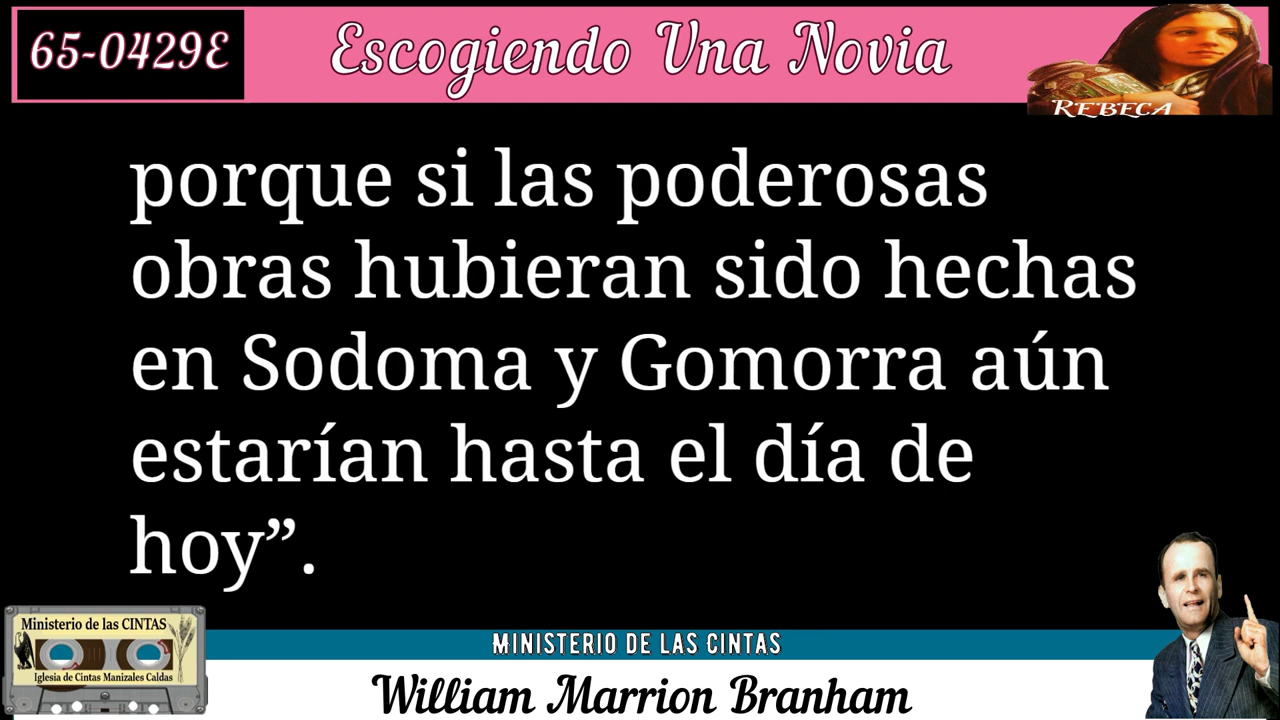 65-0429E
Escogiendo Una Novia
REBECA
porque si las poderosas
obras hubieran sido hechas
en Sodoma y Gomorra aún
estarían hasta el día de
hoy”.
Ministerio de las CINTAS
Iglesia de Cintas Manizales Caldas
MINISTERIO DE LAS CINTAS
William Marrion Branham